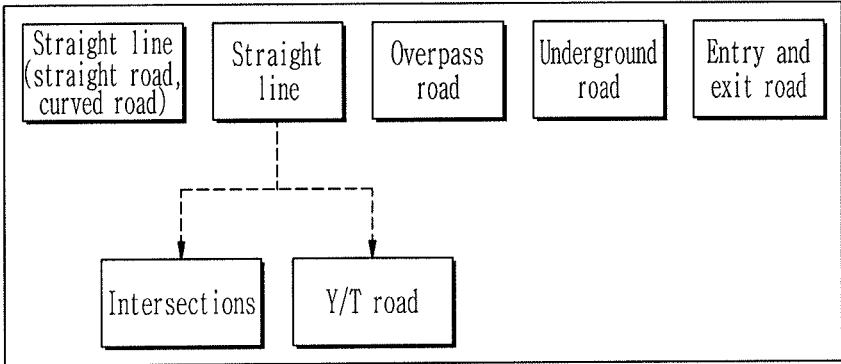 Straight line
(straight road,
curved road)
Straight
line
Overpass
road
Underground
road
Entry and
exit road
Intersections
Y/T road